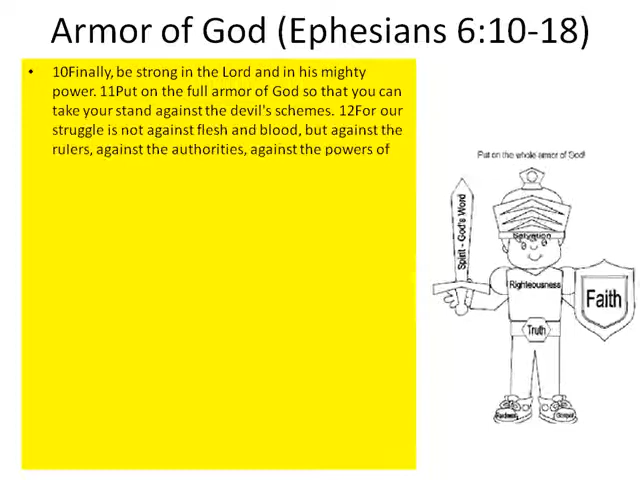 Armor of God (Ephesians 6:10-18)
• 10Finally, be strong in the Lord and in his mighty
power. 11Put on the full armor of God so that you can
take your stand against the devil's schemes. 12For our
struggle is not against flesh and blood, but against the
rulers, against the authorities, against the powers of
Put on the whole armor of God!
Salvation
Spirit - God's Word
Righteousness
Faith
Truth